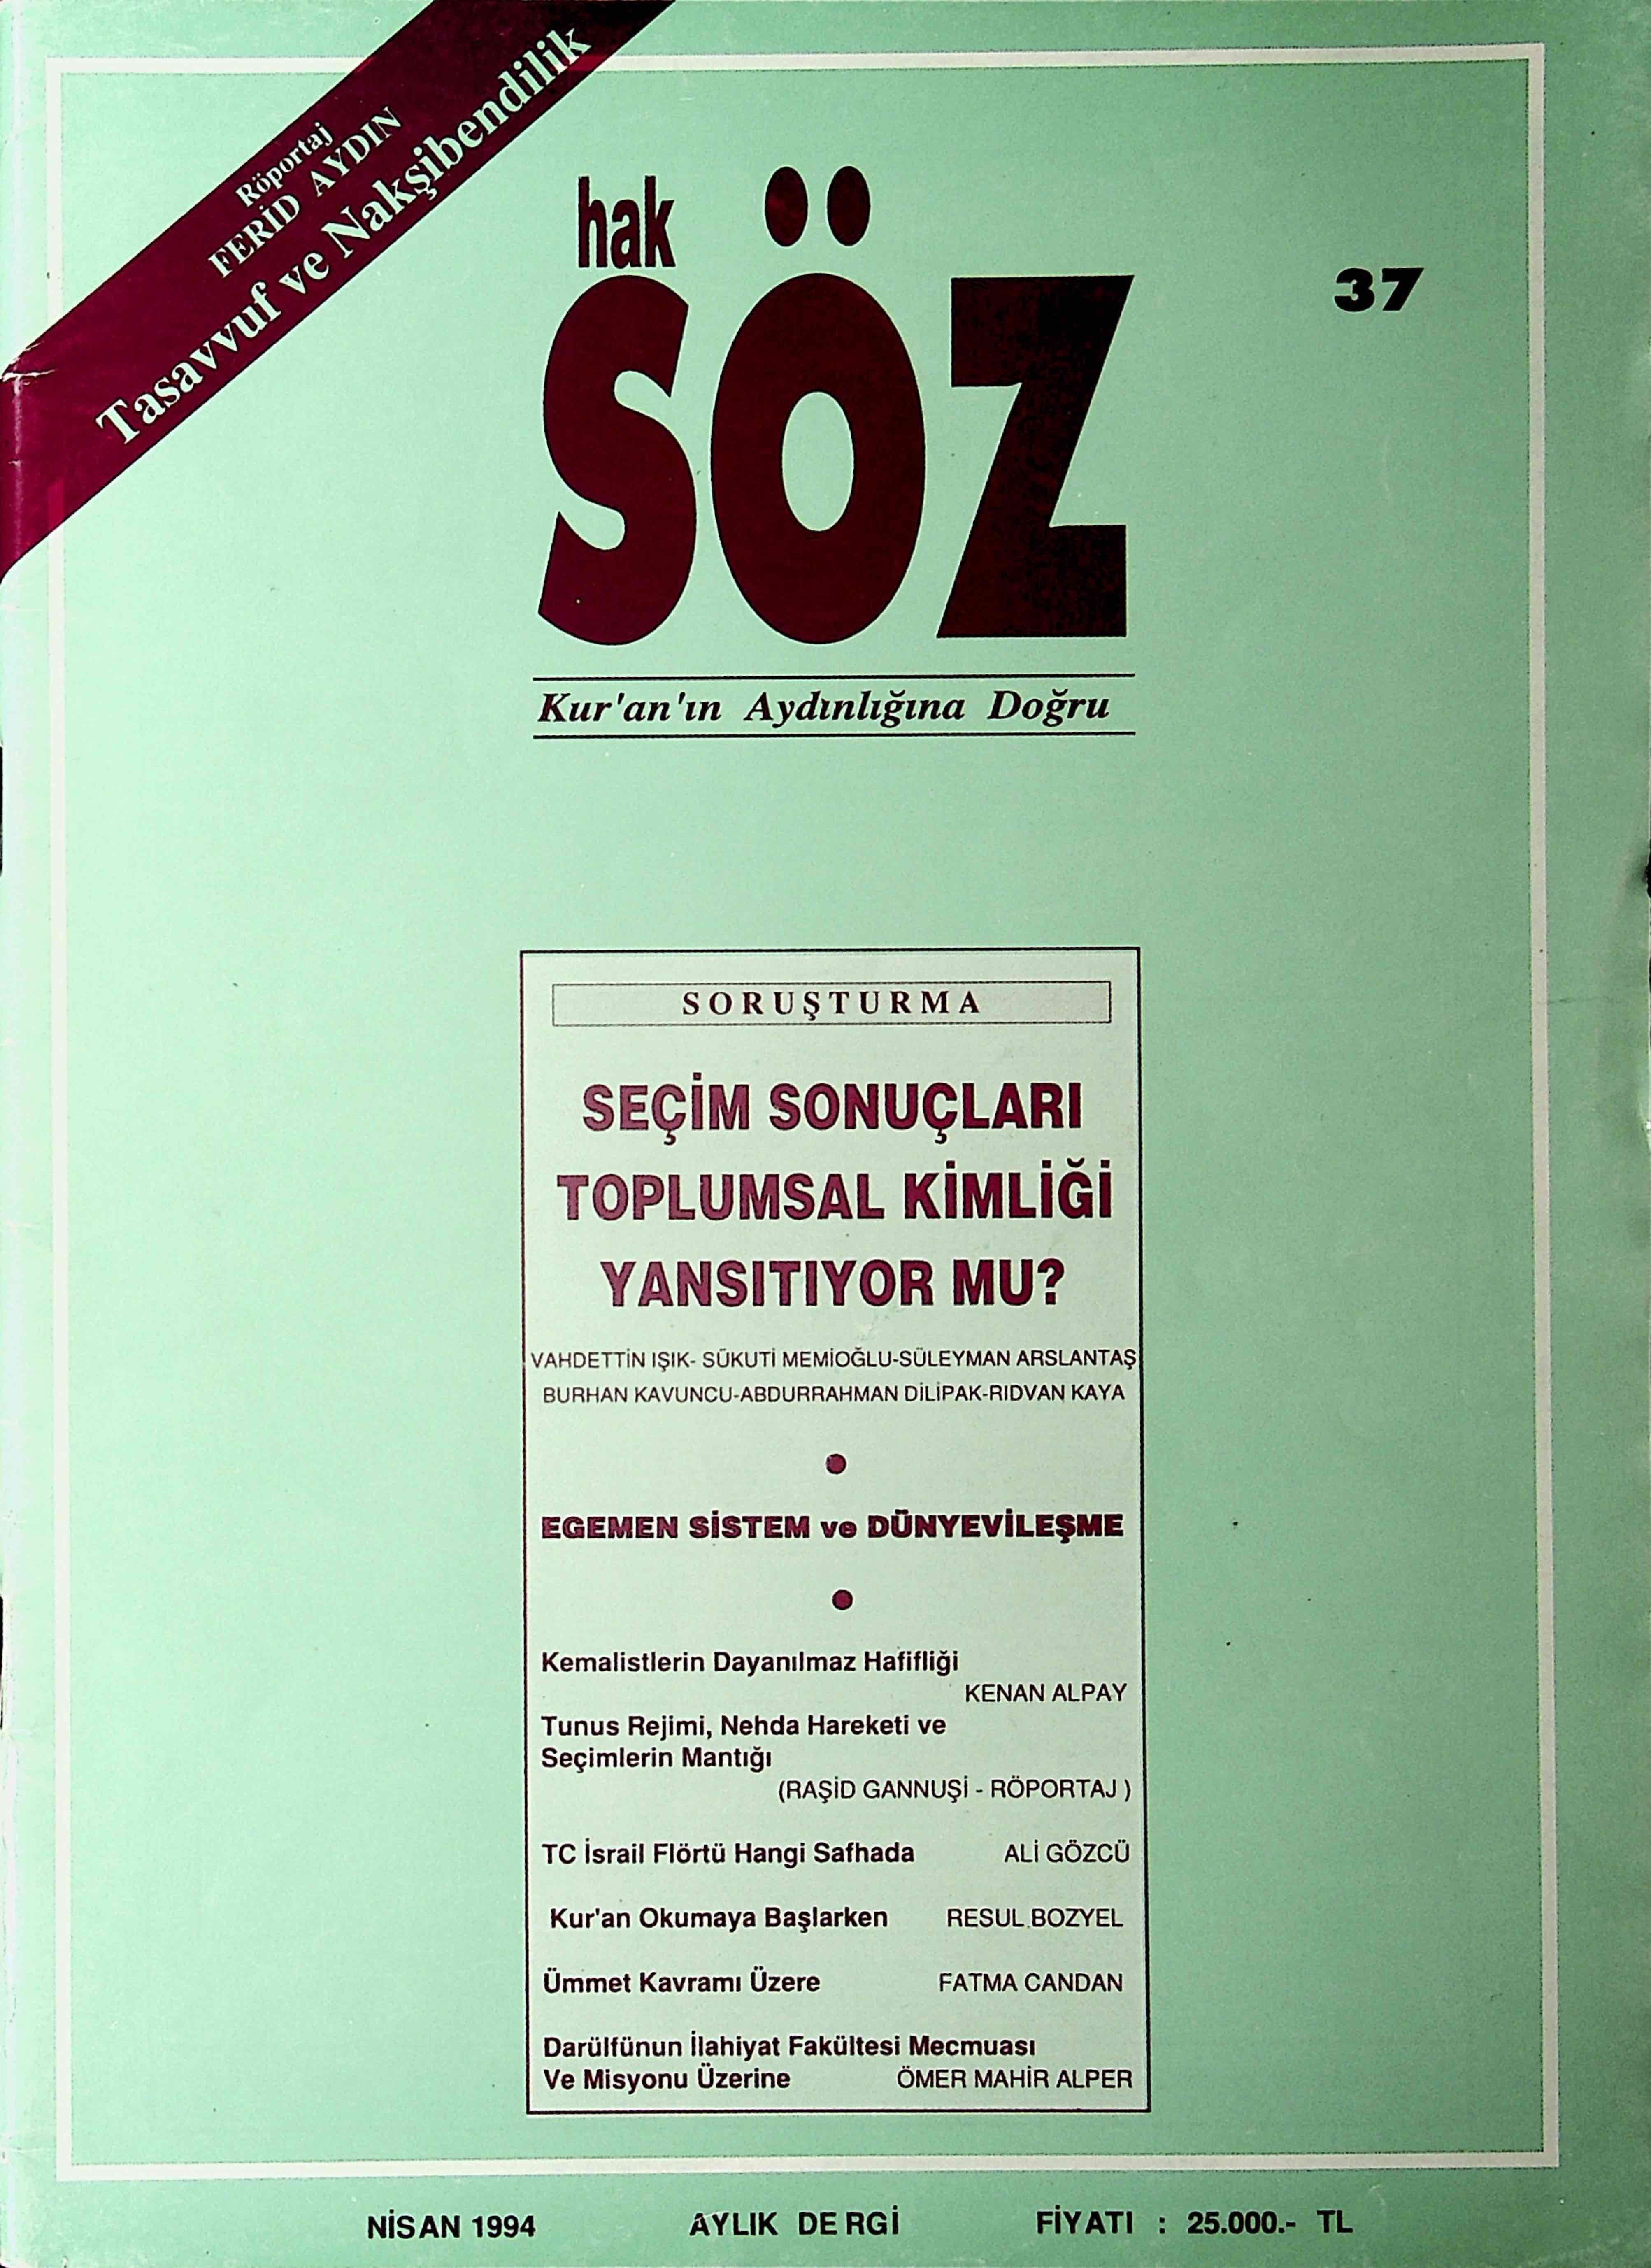 Röportaj
FERİD AYDIN
Tasavvuf ve Nakşibendilik
hak
SÖZ
37
Kur'an'ın Aydınlığına Doğru
SORUŞTURMA
SEÇİM SONUÇLARI
TOPLUMSAL KİMLİĞİ
YANSITIYOR MU?
VAHDETTİN IŞIK- SÜKUTİ MEMİOĞLU-SÜLEYMAN ARSLANTAŞ
BURHAN KAVUNCU-ABDURRAHMAN DİLİPAK-RIDVAN KAYA
EGEMEN SİSTEM ve DÜNYEVİLEŞME
Kemalistlerin Dayanılmaz Hafifliği
KENAN ALPAY
Tunus Rejimi, Nehda Hareketi ve
Seçimlerin Mantığı
(RAŞİD GANNUŞİ - RÖPORTAJ )
TC İsrail Flörtü Hangi Safhada ALİ GÖZCÜ
Kur'an Okumaya Başlarken RESUL BOZYEL
Ümmet Kavramı Üzere FATMA CANDAN
Darülfünun İlahiyat Fakültesi Mecmuası
Ve Misyonu Üzerine ÖMER MAHİR ALPER
NİSAN 1994 AYLIK DERGİ FİYATI : 25.000.- TL